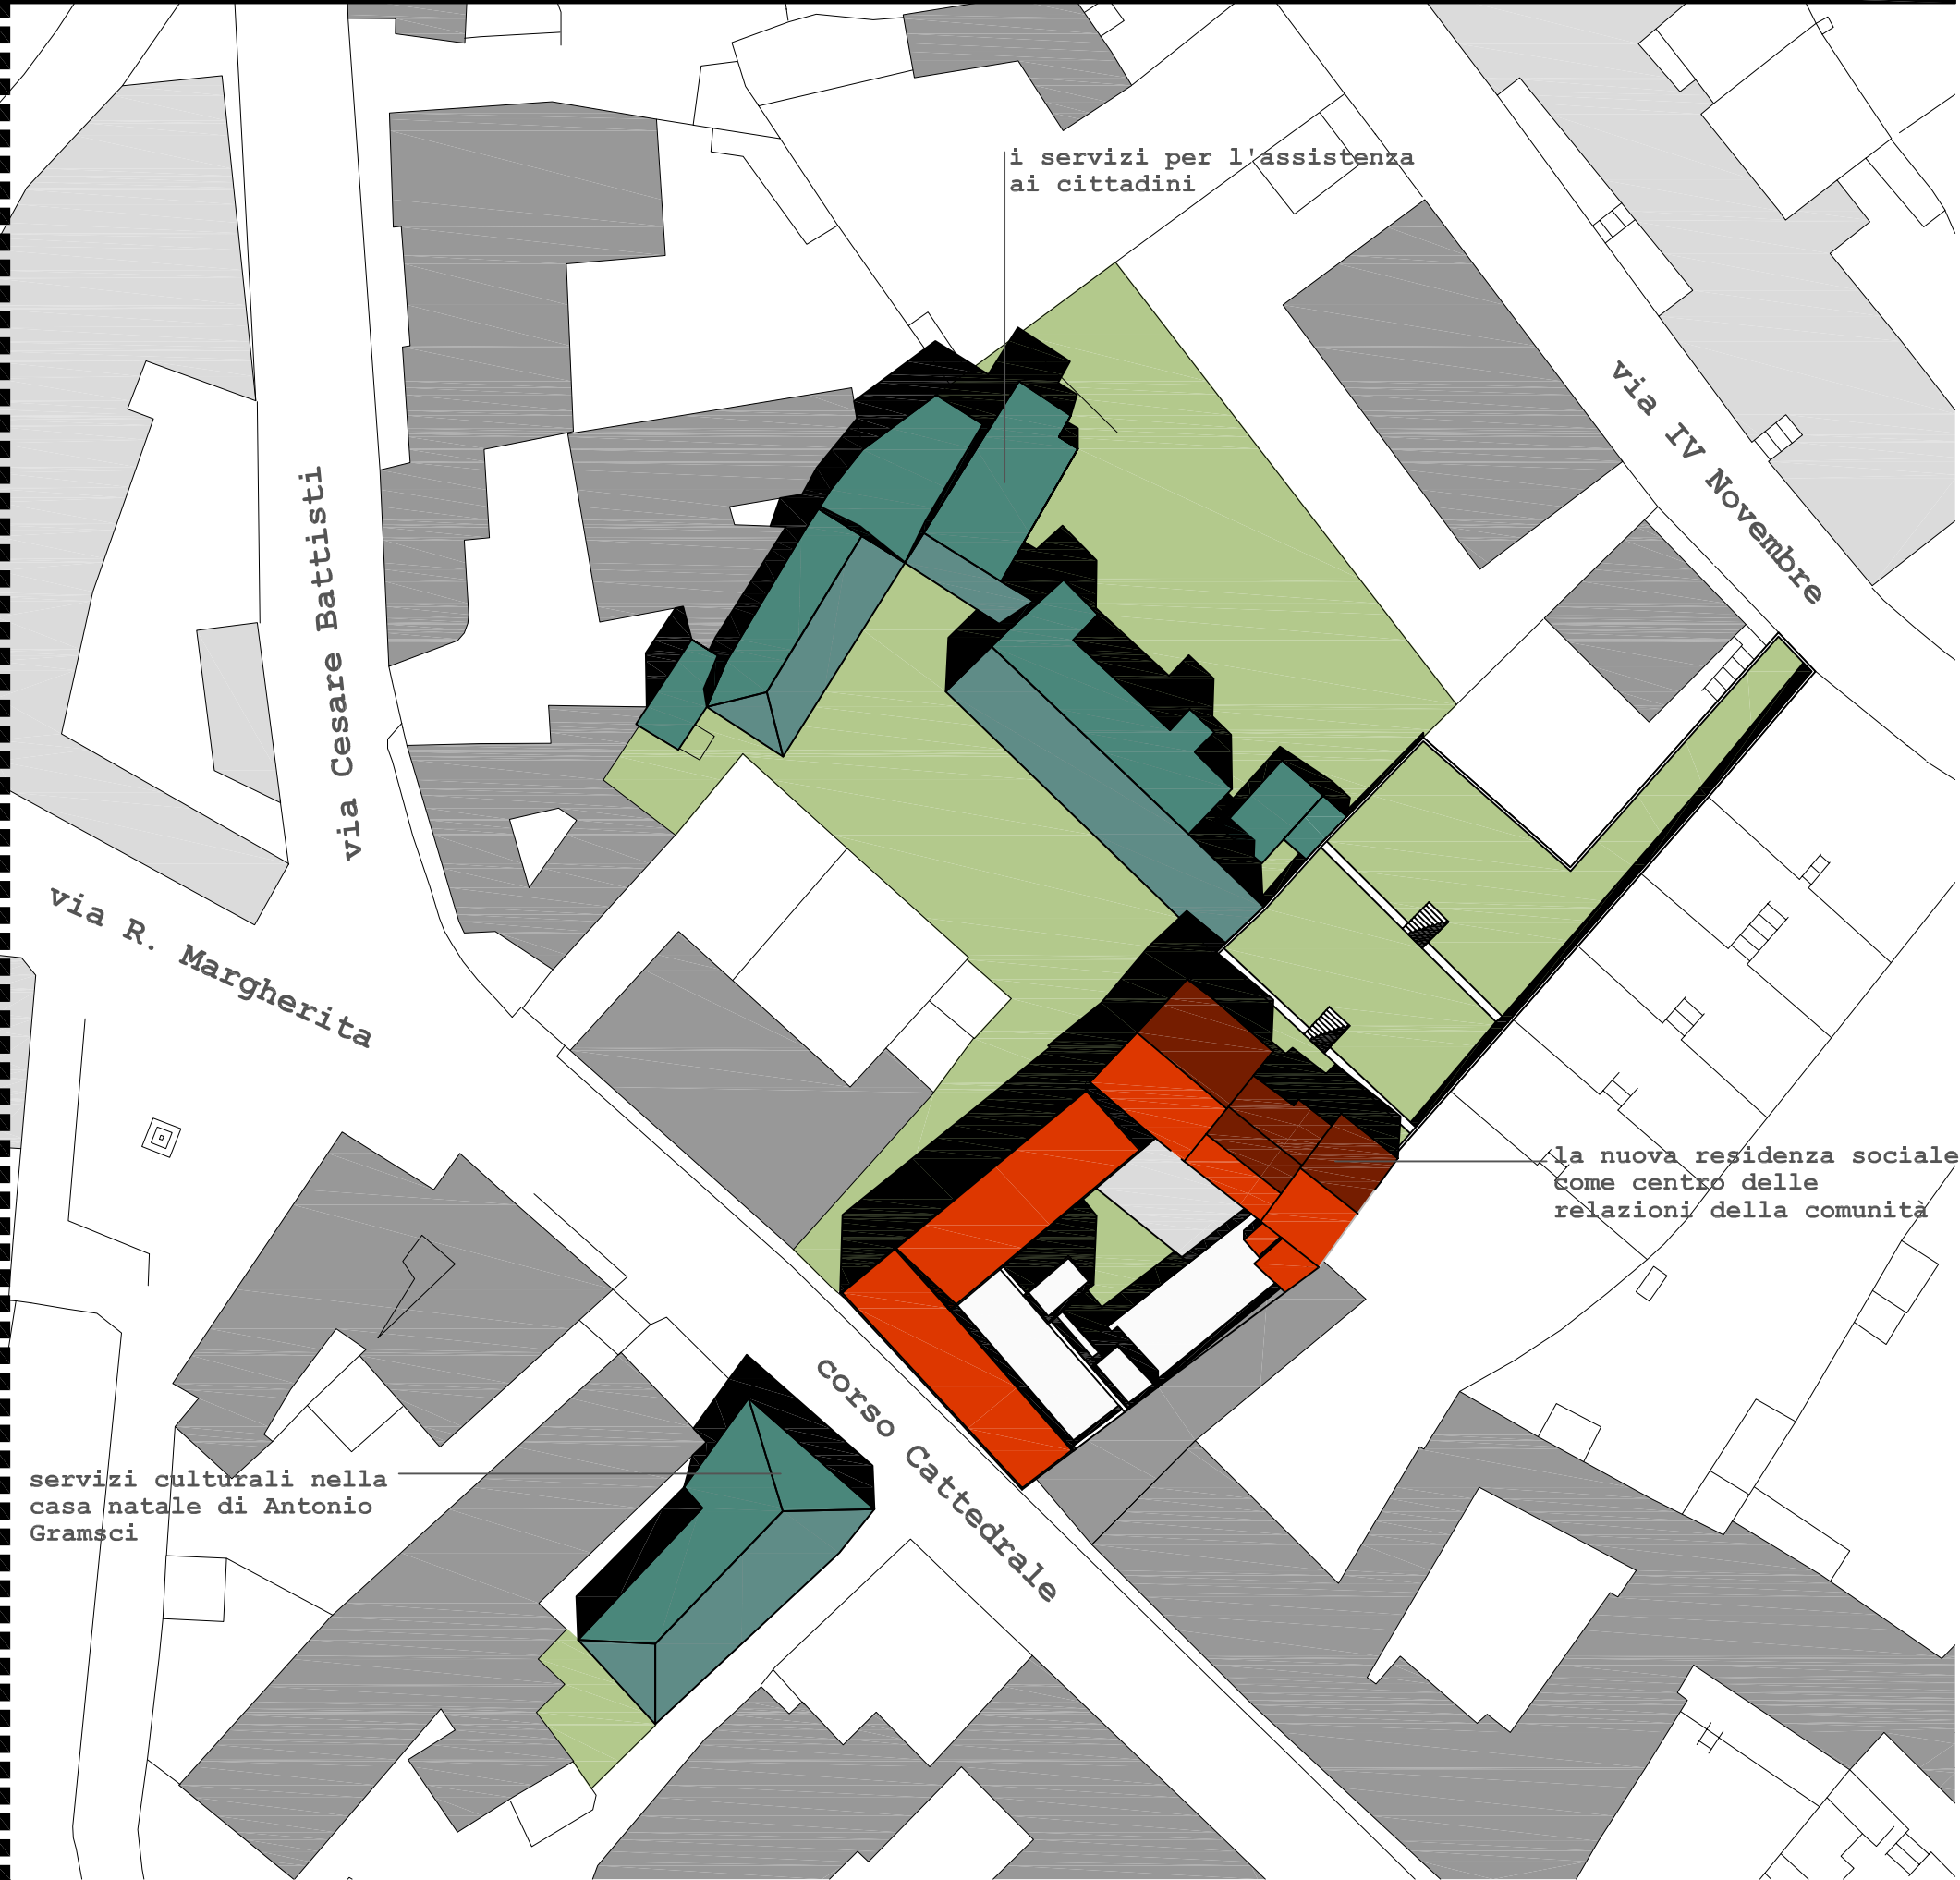 i servizi per l'assistenza
ai cittadini
via IV Novembre
via Cesare Battisti
via R. Margherita
la nuova residenza sociale
come centro delle
relazioni della comunità
corso Cattedrale
servizi culturali nella
casa natale di Antonio
Gramsci